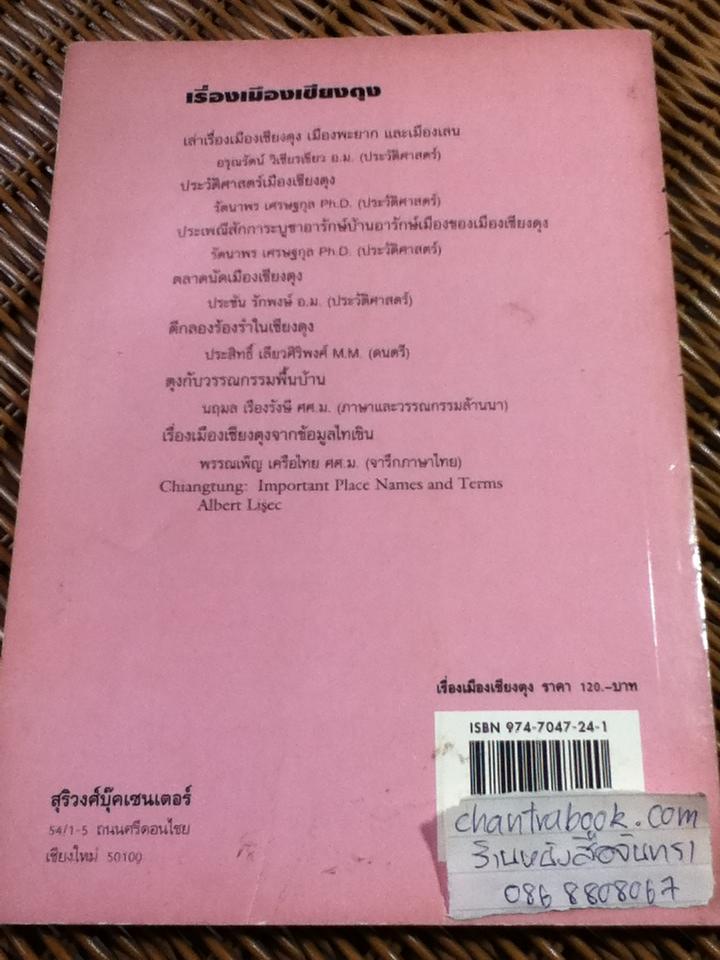 เรื่องเมืองเชียงตุง
เล่าเรื่องเมืองเชียงตุง เมืองพะยาก และเมืองเลน
อรุณรัตน์ วิเชียรเขียว อ.ม. (ประวัติศาสตร์)
ประวัติศาสตร์เมืองเชียงตุง
รัตนาพร เศรษฐกุล Ph.D. (ประวัติศาสตร์)
ประเพณีสักการะบูชาอารักษ์บ้านอารักษ์เมืองของเมืองเชียงตุง
รัตนาพร เศรษฐกุล Ph.D. (ประวัติศาสตร์)
ตลาดนัดเมืองเชียงตุง
ประชัน รักพงษ์ อ.ม. (ประวัติศาสตร์)
ตีกลองร้องรำในเชียงตุง
ประสิทธิ์ เลียวศิริพงศ์ M.M. (ดนตรี)
ตุงกับวรรณกรรมพื้นบ้าน
นฤมล เรืองรังษี ศศ.ม. (ภาษาและวรรณกรรมล้านนา)
เรื่องเมืองเชียงตุงจากข้อมูลไทเขิน
พรรณเพ็ญ เครือไทย ศศ.ม. (จารึกภาษาไทย)
Chiangtung: Important Place Names and Terms
Albert Lisec
เรื่องเมืองเชียงตุง ราคา 120.-บาท
ISBN 974-7047-24-1
สุริวงศ์บุ๊คเซนเตอร์
54/1-5 ถนนศรีดอนไชย
เชียงใหม่ 50100
chantrabook.com
ร้านหนังสือจันทรา
086 8808067